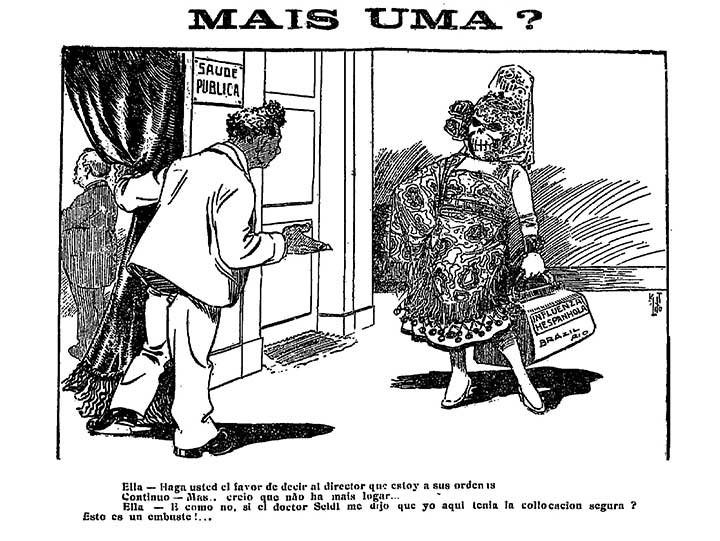 MAIS UMA ?
SAUDE
PUBLICA
INFLUENZA
HESPANHOLA
BRAZIL
RIO
Ella — Haga usted el favor de decir al director que estoy a sus ordenes
Continuo — Mas.. creio que não ha mais logar...
Ella — E como no, si el doctor Seidl me dijo que yo aqui tenia la collocacion segura ?
Esto es un embuste !...